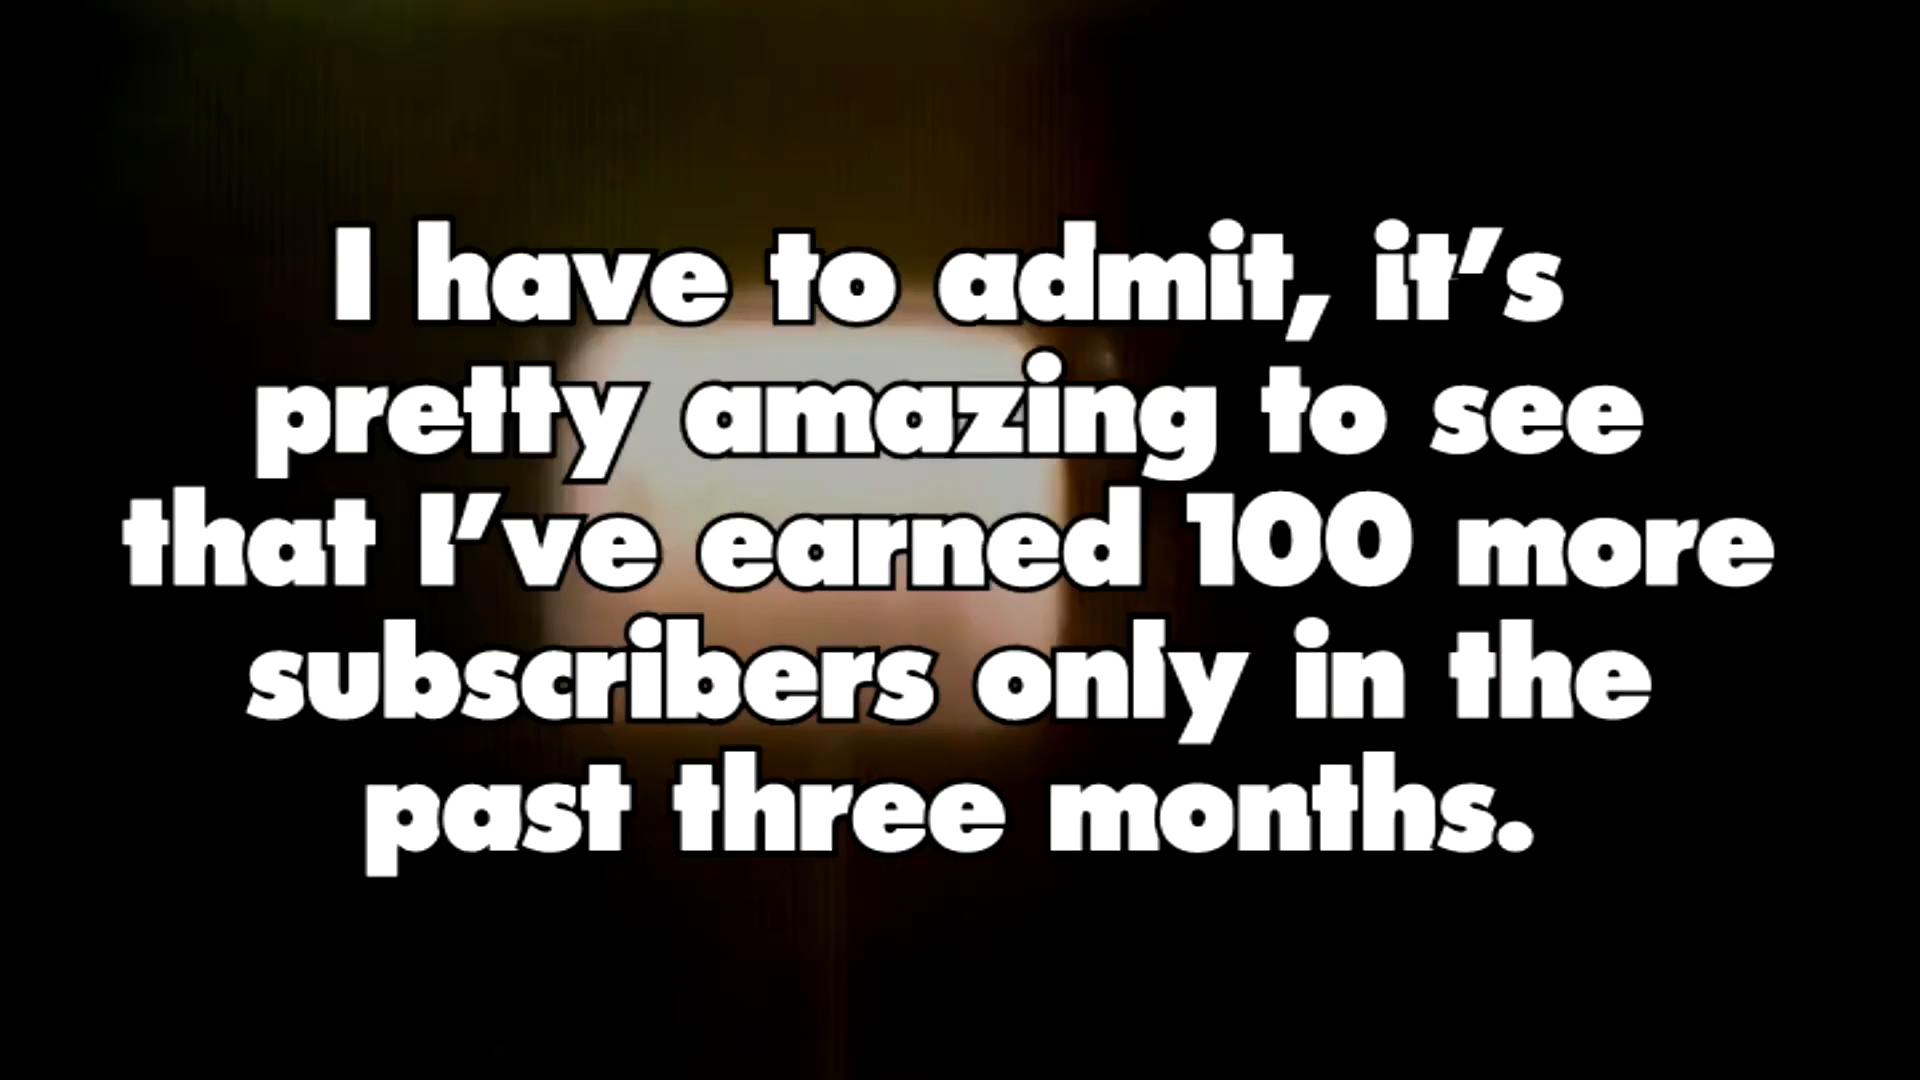 I have to admit, it’s
pretty amazing to see
that I’ve earned 100 more
subscribers only in the
past three months.